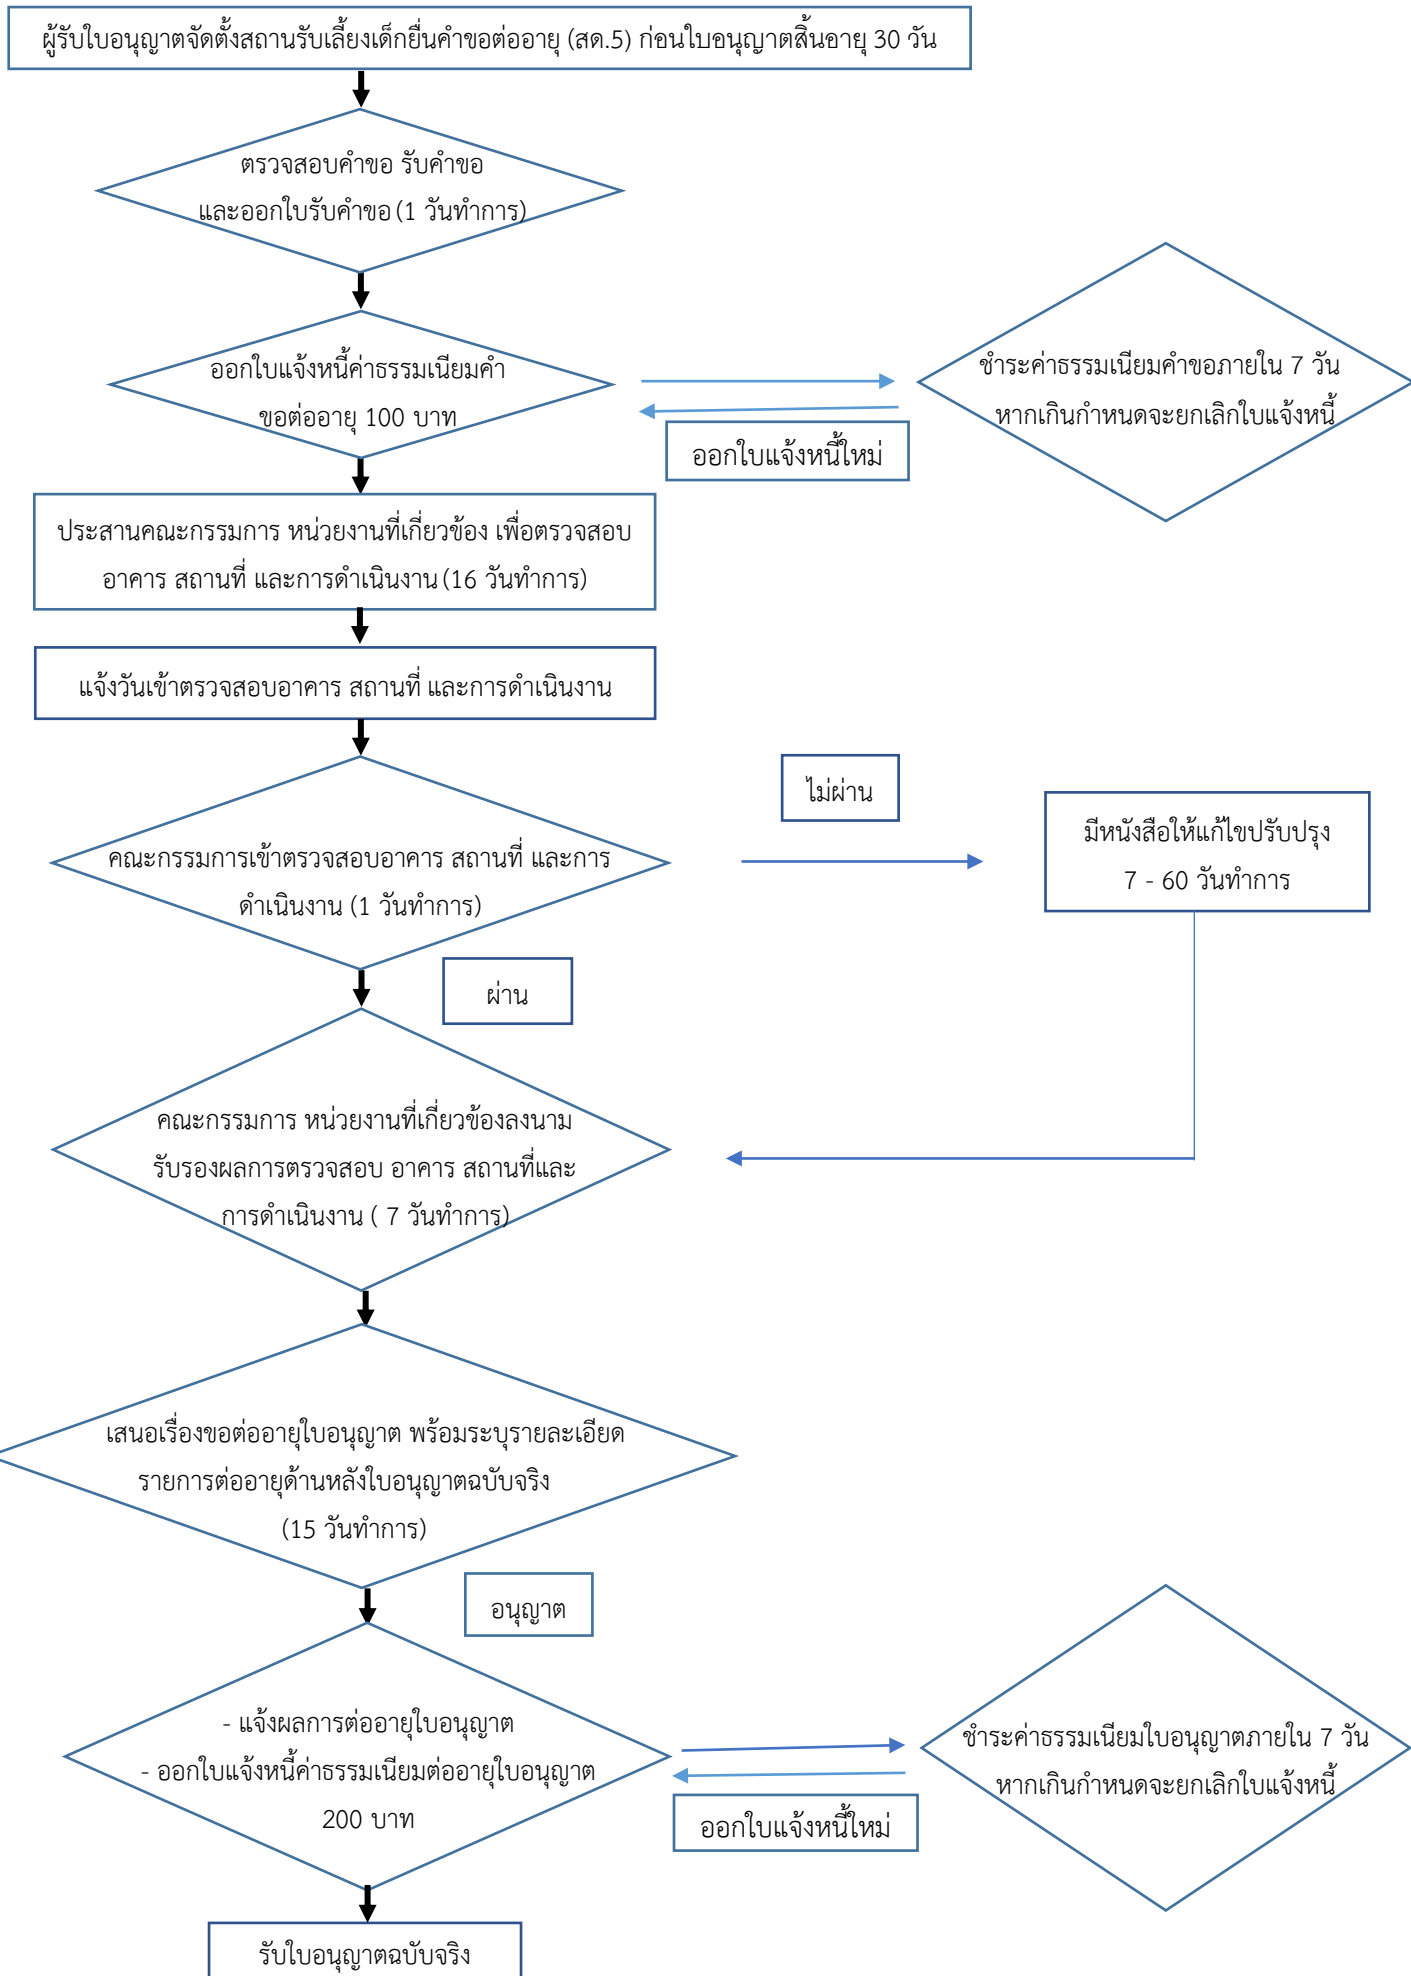 ผู้รับใบอนุญาตจัดตั้งสถานรับเลี้ยงเด็กยื่นคำขอต่ออายุ (สด.5) ก่อนใบอนุญาตสิ้นอายุ 30 วัน
ตรวจสอบคำขอ รับคำขอ
และออกใบรับคำขอ (1 วันทำการ)
ออกใบแจ้งหนี้ค่าธรรมเนียมคำ
ขอต่ออายุ 100 บาท
ชำระค่าธรรมเนียมคำขอภายใน 7 วัน
หากเกินกำหนดจะยกเลิกใบแจ้งหนี้
ออกใบแจ้งหนี้ใหม่
ประสานคณะกรรมการ หน่วยงานที่เกี่ยวข้อง เพื่อตรวจสอบ
อาคาร สถานที่ และการดำเนินงาน (16 วันทำการ)
แจ้งวันเข้าตรวจสอบอาคาร สถานที่ และการดำเนินงาน
คณะกรรมการเข้าตรวจสอบอาคาร สถานที่ และการ
ดำเนินงาน (1 วันทำการ)
ไม่ผ่าน
มีหนังสือให้แก้ไขปรับปรุง
7 - 60 วันทำการ
ผ่าน
คณะกรรมการ หน่วยงานที่เกี่ยวข้องลงนาม
รับรองผลการตรวจสอบ อาคาร สถานที่และ
การดำเนินงาน ( 7 วันทำการ)
เสนอเรื่องขอต่ออายุใบอนุญาต พร้อมระบุรายละเอียด
รายการต่ออายุด้านหลังใบอนุญาตฉบับจริง
(15 วันทำการ)
อนุญาต
- แจ้งผลการต่ออายุใบอนุญาต
- ออกใบแจ้งหนี้ค่าธรรมเนียมต่ออายุใบอนุญาต
200 บาท
ชำระค่าธรรมเนียมใบอนุญาตภายใน 7 วัน
หากเกินกำหนดจะยกเลิกใบแจ้งหนี้
ออกใบแจ้งหนี้ใหม่
รับใบอนุญาตฉบับจริง